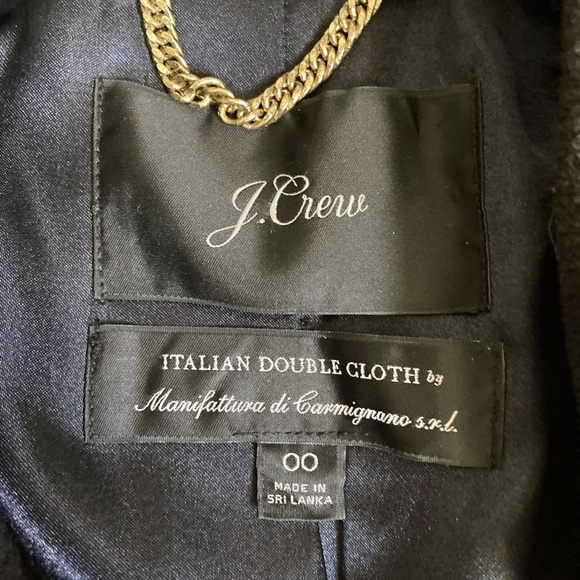 J.Crew
ITALIAN DOUBLE CLOTH by
Manifattura di Carmignano s.r.l.
00
MADE IN
SRI LANKA